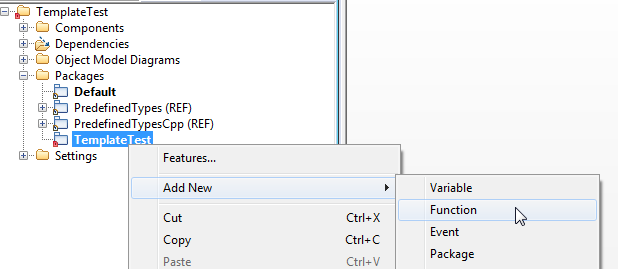 TemplateTest
Components
Dependencies
Object Model Diagrams
Packages
Default
PredefinedTypes (REF)
PredefinedTypesCpp (REF)
TemplateTest
Settings
Features...
Add New
Cut Ctrl+X
Copy Ctrl+C
Paste Ctrl+V
Variable
Function
Event
Package